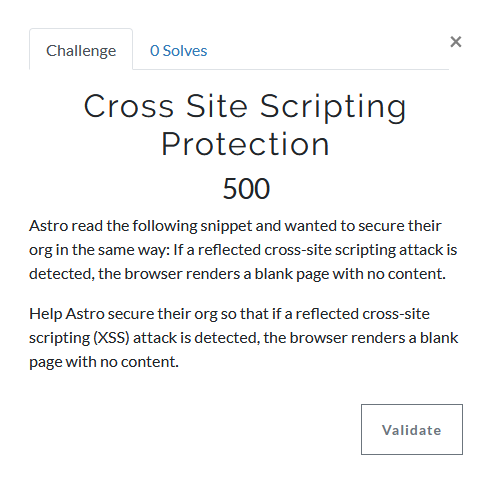 Challenge
0 Solves
×
Cross Site Scripting
Protection
500
Astro read the following snippet and wanted to secure their
org in the same way: If a reflected cross-site scripting attack is
detected, the browser renders a blank page with no content.
Help Astro secure their org so that if a reflected cross-site
scripting (XSS) attack is detected, the browser renders a blank
page with no content.
Validate